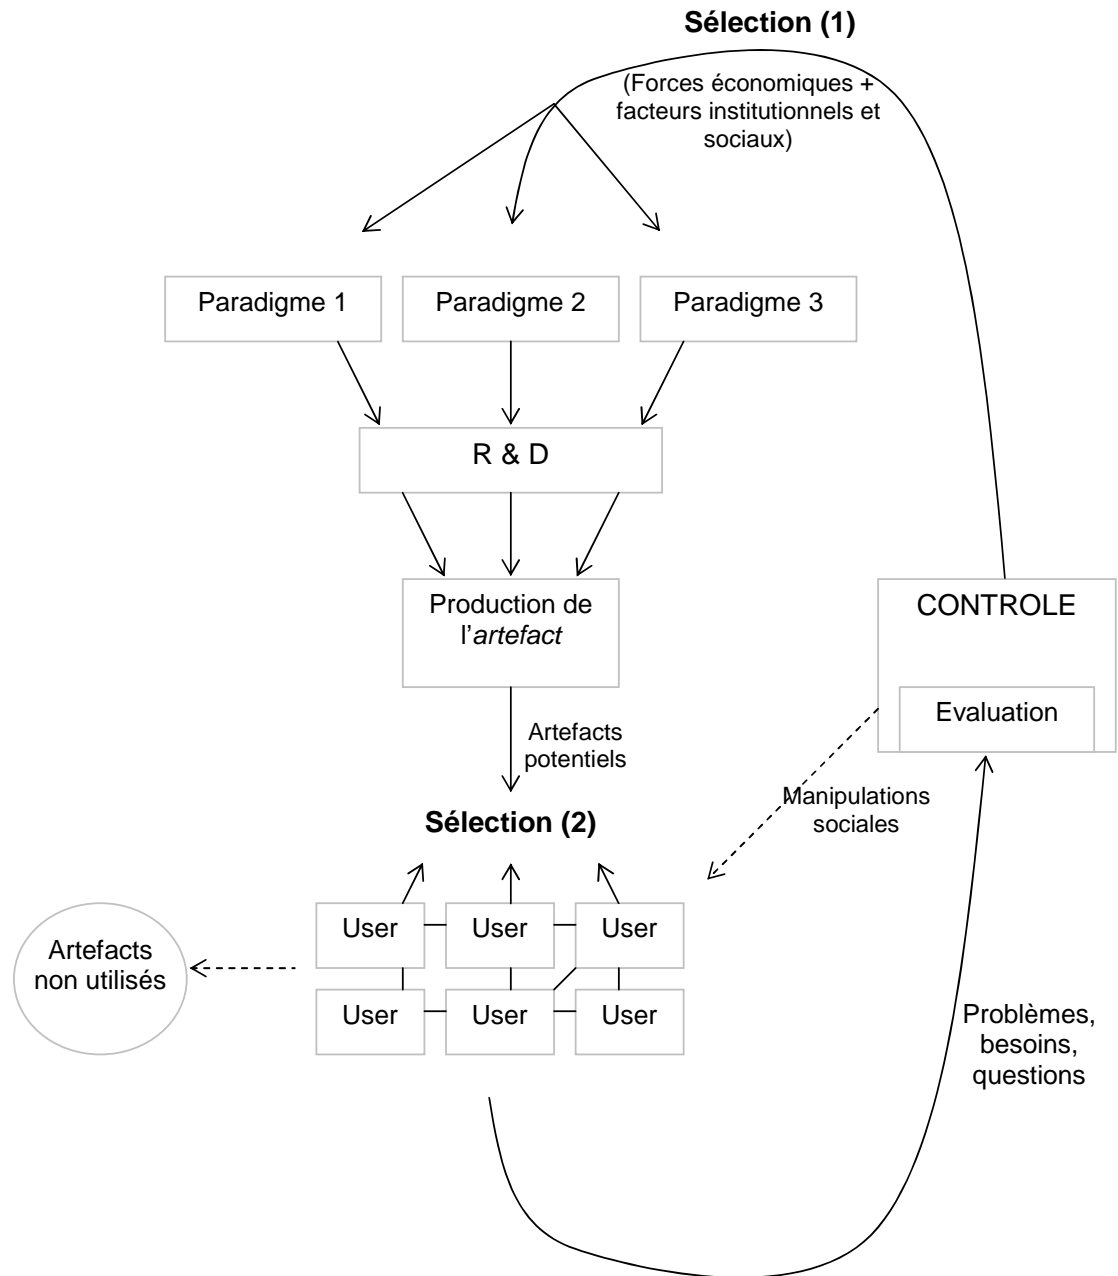 Sélection (1)
(Forces économiques +
facteurs institutionnels et
sociaux)
Paradigme 1
Paradigme 2
Paradigme 3
R & D
Production de
l'artefact
CONTROLE
Evaluation
Artefacts
potentiels
Manipulations
sociales
Sélection (2)
User
User
User
Artefacts
non utilisés
User
User
User
Problèmes,
besoins,
questions